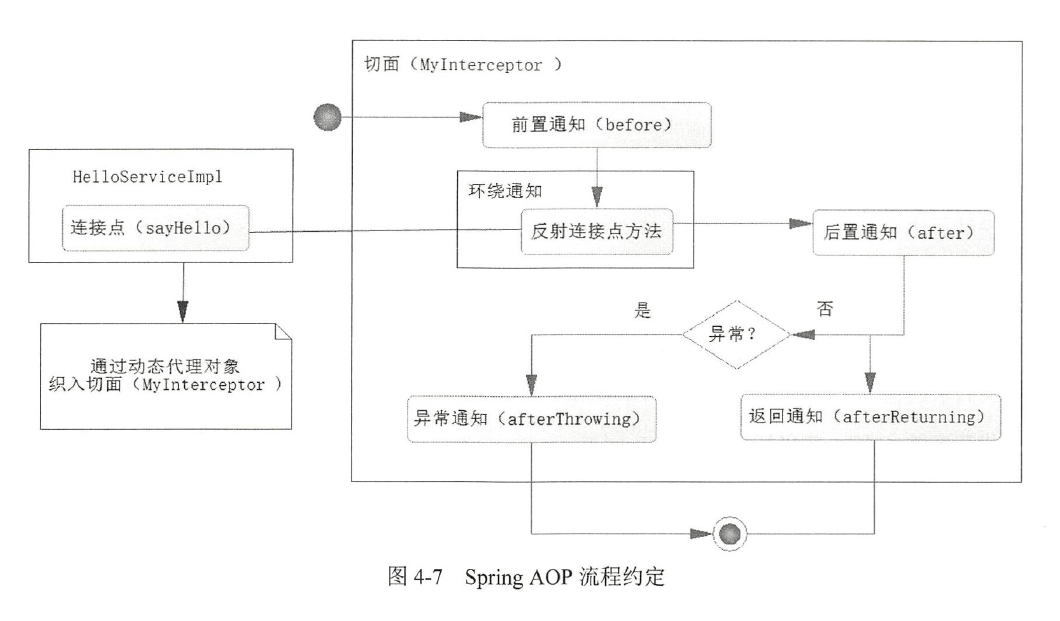 切面（MyInterceptor ）
前置通知（before）
HelloServiceImpl
环绕通知
连接点（sayHello）
反射连接点方法
后置通知（after）
是
否
异常？
通过动态代理对象
织入切面（MyInterceptor ）
异常通知（afterThrowing）
返回通知（afterReturning）
图 4-7 Spring AOP 流程约定